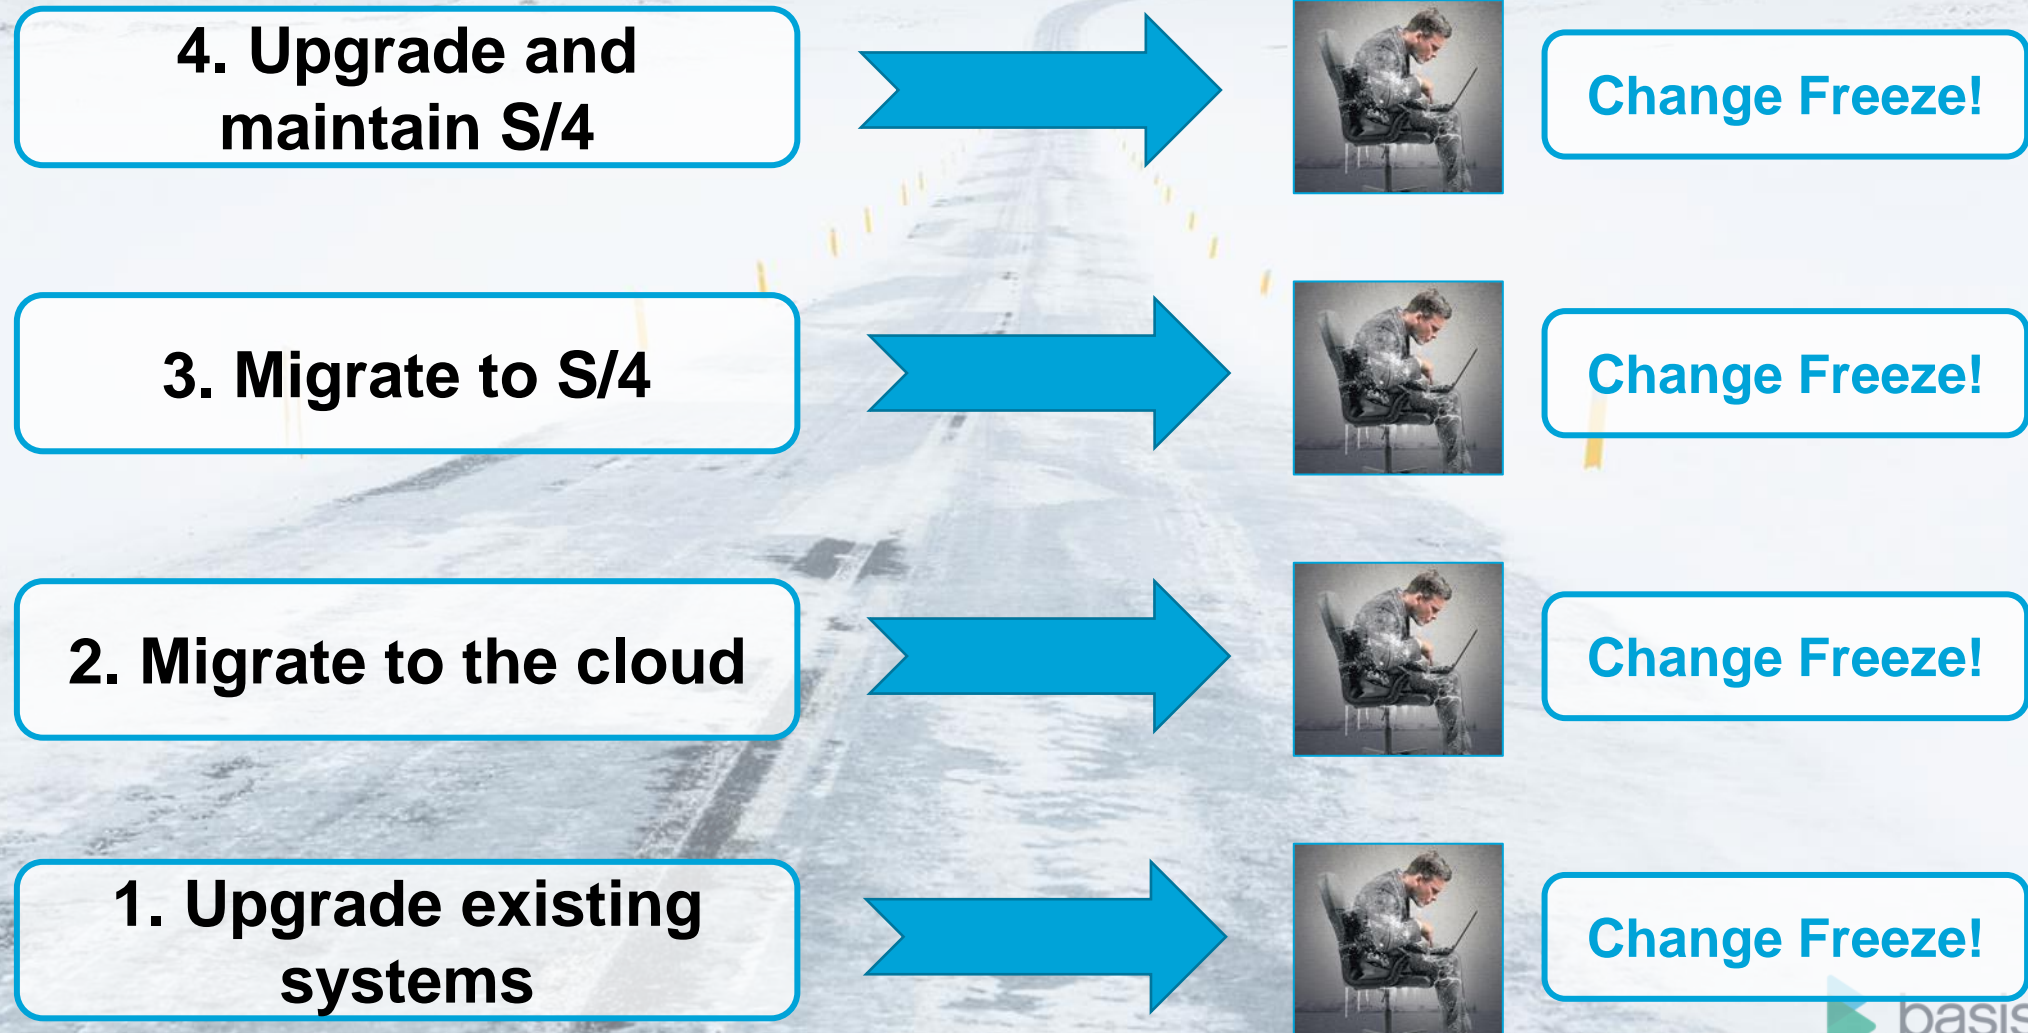 4. Upgrade and
maintain S/4
Change Freeze!
3. Migrate to S/4
Change Freeze!
2. Migrate to the cloud
Change Freeze!
1. Upgrade existing
systems
Change Freeze!
basis